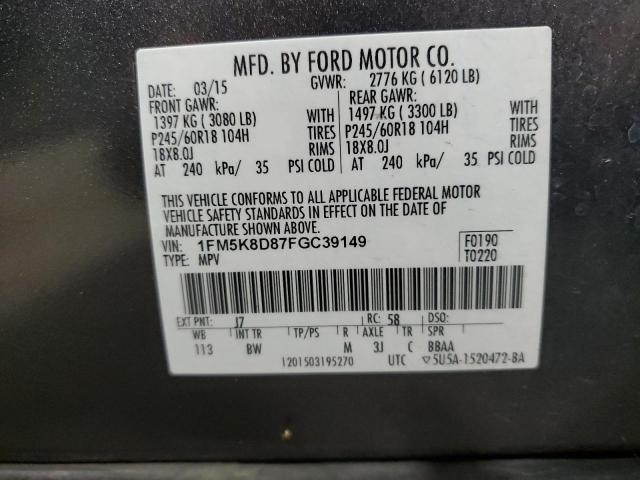 MFD. BY FORD MOTOR CO.
DATE: 03/15 GVWR: 2776 KG ( 6120 LB)
FRONT GAWR: REAR GAWR:
1397 KG ( 3080 LB) WITH 1497 KG ( 3300 LB) WITH
P245/60R18 104H TIRES P245/60R18 104H TIRES
18X8.0J RIMS 18X8.0J RIMS
AT 240 kPa/ 35 PSI COLD AT 240 kPa/ 35 PSI COLD
THIS VEHICLE CONFORMS TO ALL APPLICABLE FEDERAL MOTOR
VEHICLE SAFETY STANDARDS IN EFFECT ON THE DATE OF
MANUFACTURE SHOWN ABOVE.
VIN: 1FM5K8D87FGC39149 F0190
TYPE: MPV T0220
EXT PNT: J7 RC: 58 DSO:
WB INT TR TP/PS R AXLE TR SPR
113 BW M 3J C BBAA
1201503195270 UTC ▽5U5A-1520472-BA